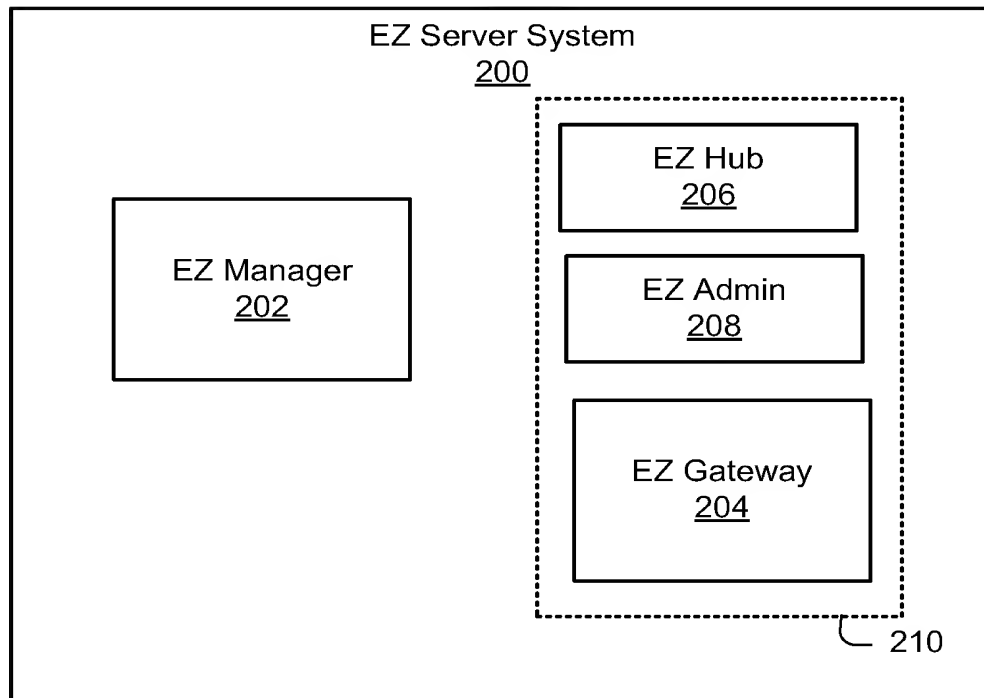 EZ Server System
200
EZ Hub
206
EZ Manager
202
EZ Admin
208
EZ Gateway
204
210